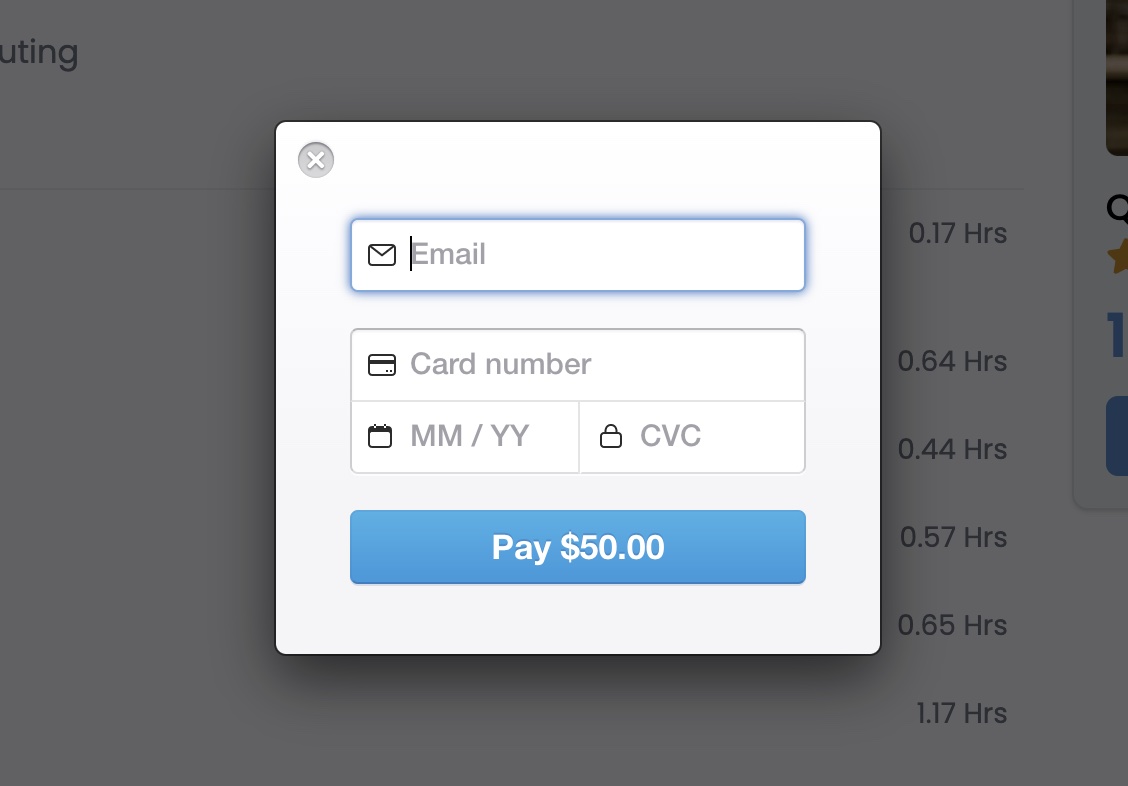 uting
Email
Card number
MM / YY
CVC
Pay $50.00
0.17 Hrs
0.64 Hrs
0.44 Hrs
0.57 Hrs
0.65 Hrs
1.17 Hrs
Q
1